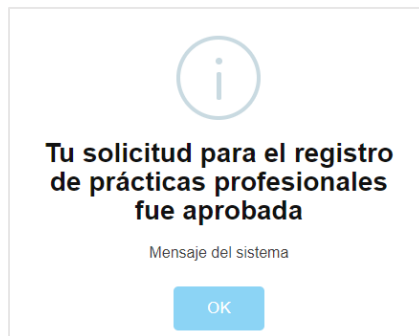 Tu solicitud para el registro
de prácticas profesionales
fue aprobada
Mensaje del sistema
OK